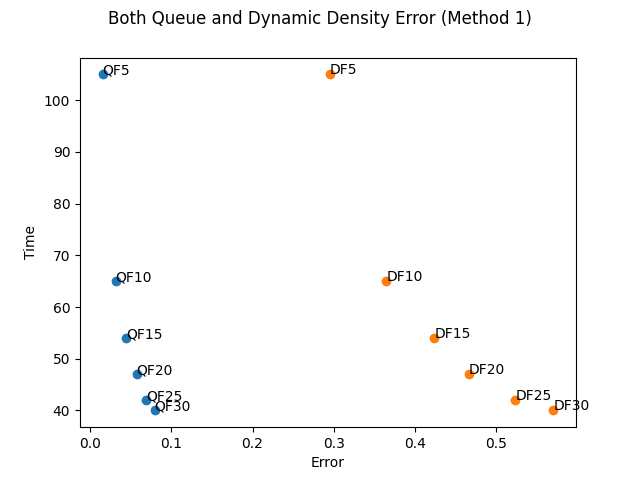 Both Queue and Dynamic Density Error (Method 1)
QF5
DF5
100
90
80
70
60
50
40
Time
QF10
DF10
QF15
DF15
QF20
DF20
QF25
DF25
QF30
DF30
0.0 0.1 0.2 0.3 0.4 0.5
Error